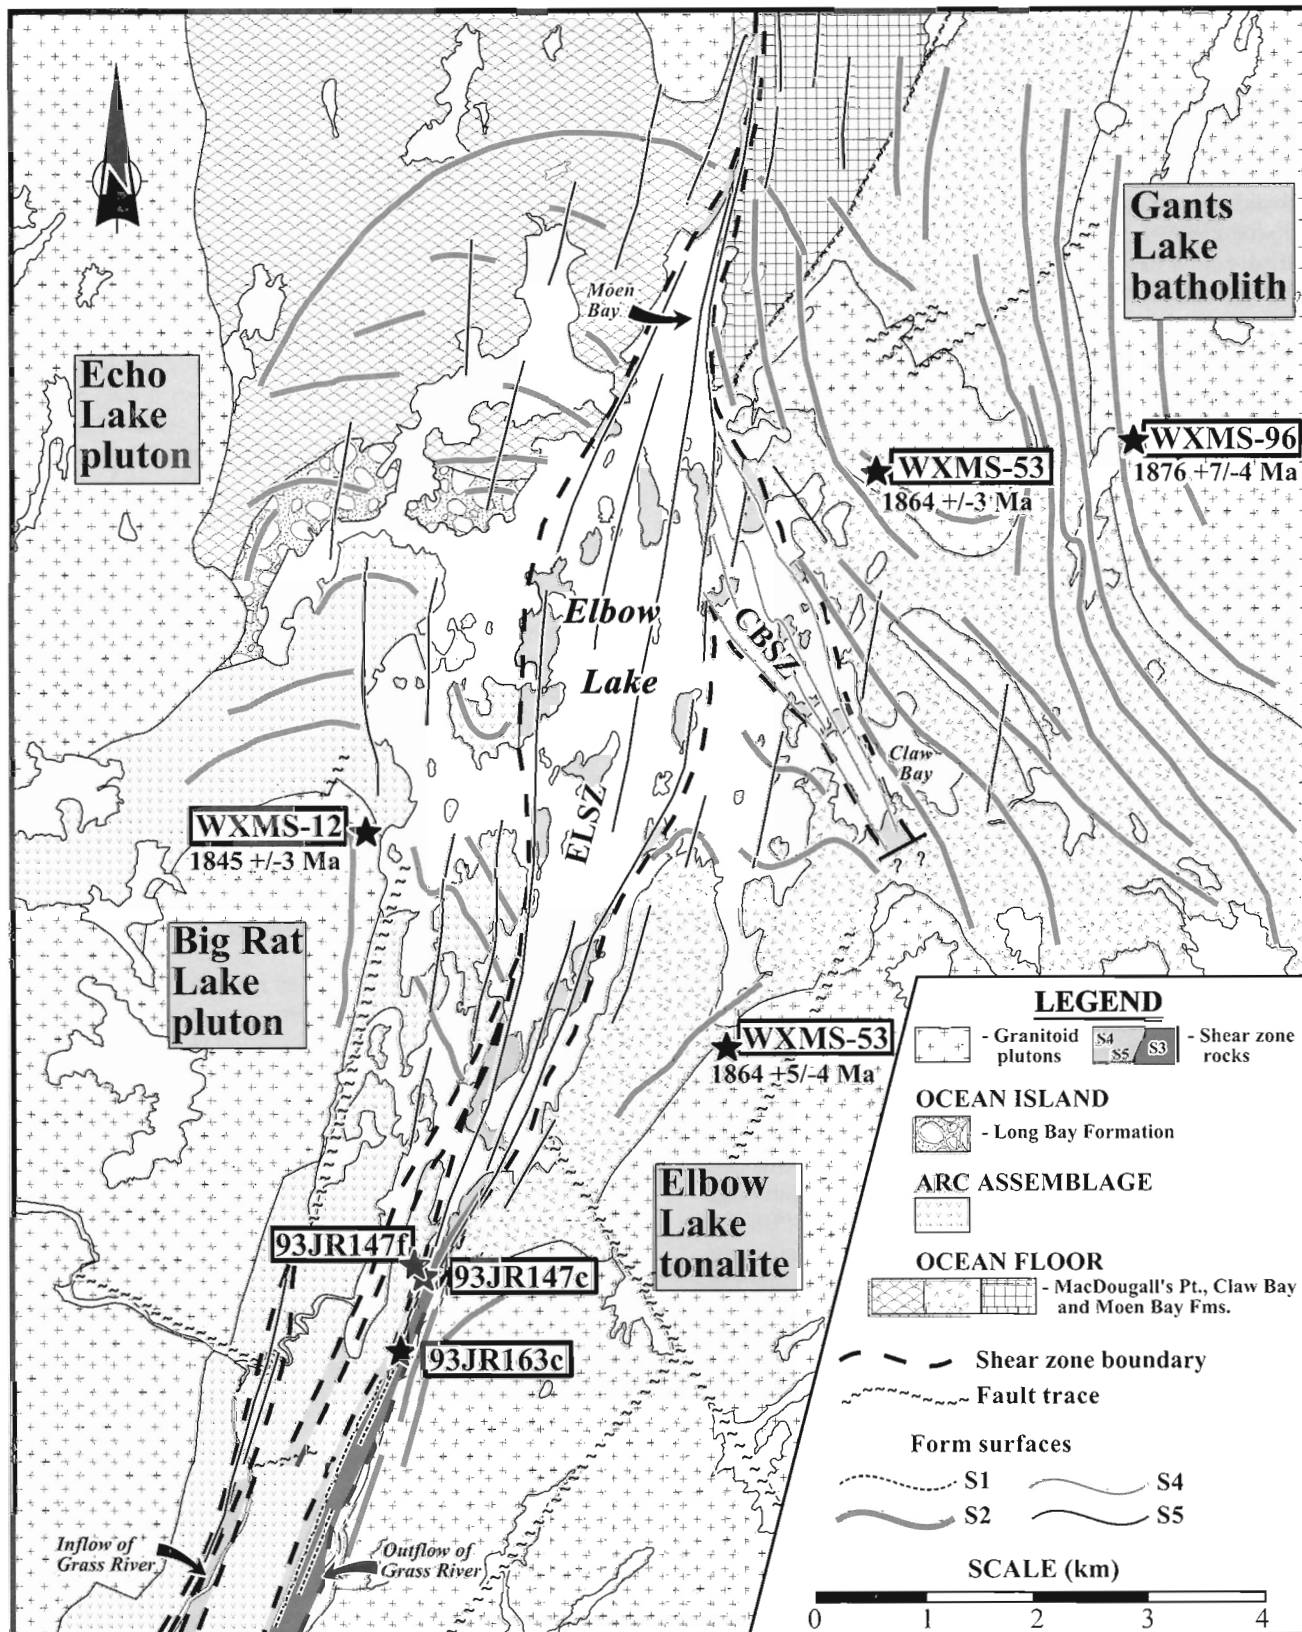 N
Gants
Lake
batholith
Moen
Bay
Echo
Lake
pluton
WXMS-96
1876 +7/-4 Ma
WXMS-53
1864 +/-3 Ma
Elbow
Lake
CBSZ
Claw
Bay
ELSZ
? ?
WXMS-12
1845 +/-3 Ma
Big Rat
Lake
pluton
WXMS-53
1864 +5/-4 Ma
Elbow
Lake
tonalite
93JR147f
93JR147c
93JR163c
Inflow of
Grass River
Outflow of
Grass River
LEGEND
- Granitoid
plutons
S4
S5
S3
- Shear zone
rocks
OCEAN ISLAND
- Long Bay Formation
ARC ASSEMBLAGE
OCEAN FLOOR
- MacDougall's Pt., Claw Bay
and Moen Bay Fms.
Shear zone boundary
Fault trace
Form surfaces
S1
S4
S2
S5
SCALE (km)
0 1 2 3 4